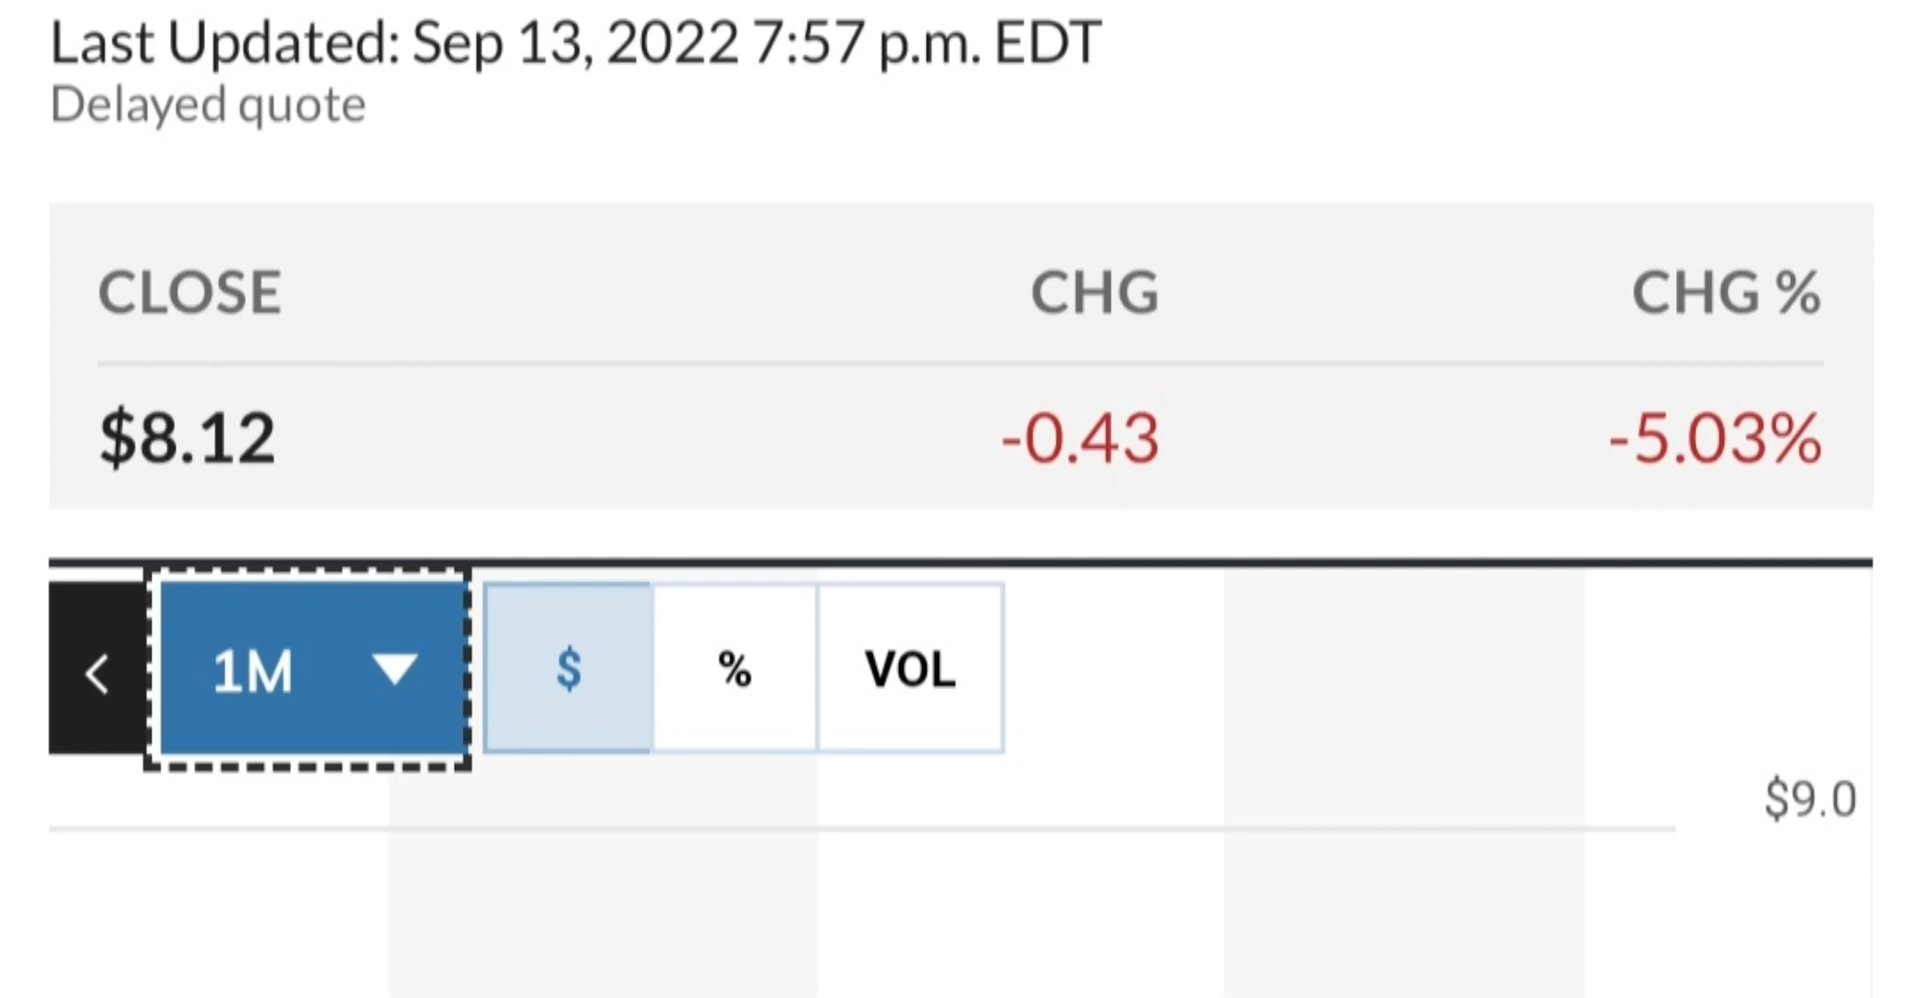 Last Updated: Sep 13, 2022 7:57 p.m. EDT
Delayed quote
CLOSE CHG CHG %
$8.12 -0.43 -5.03%
1M $ % VOL
$9.0